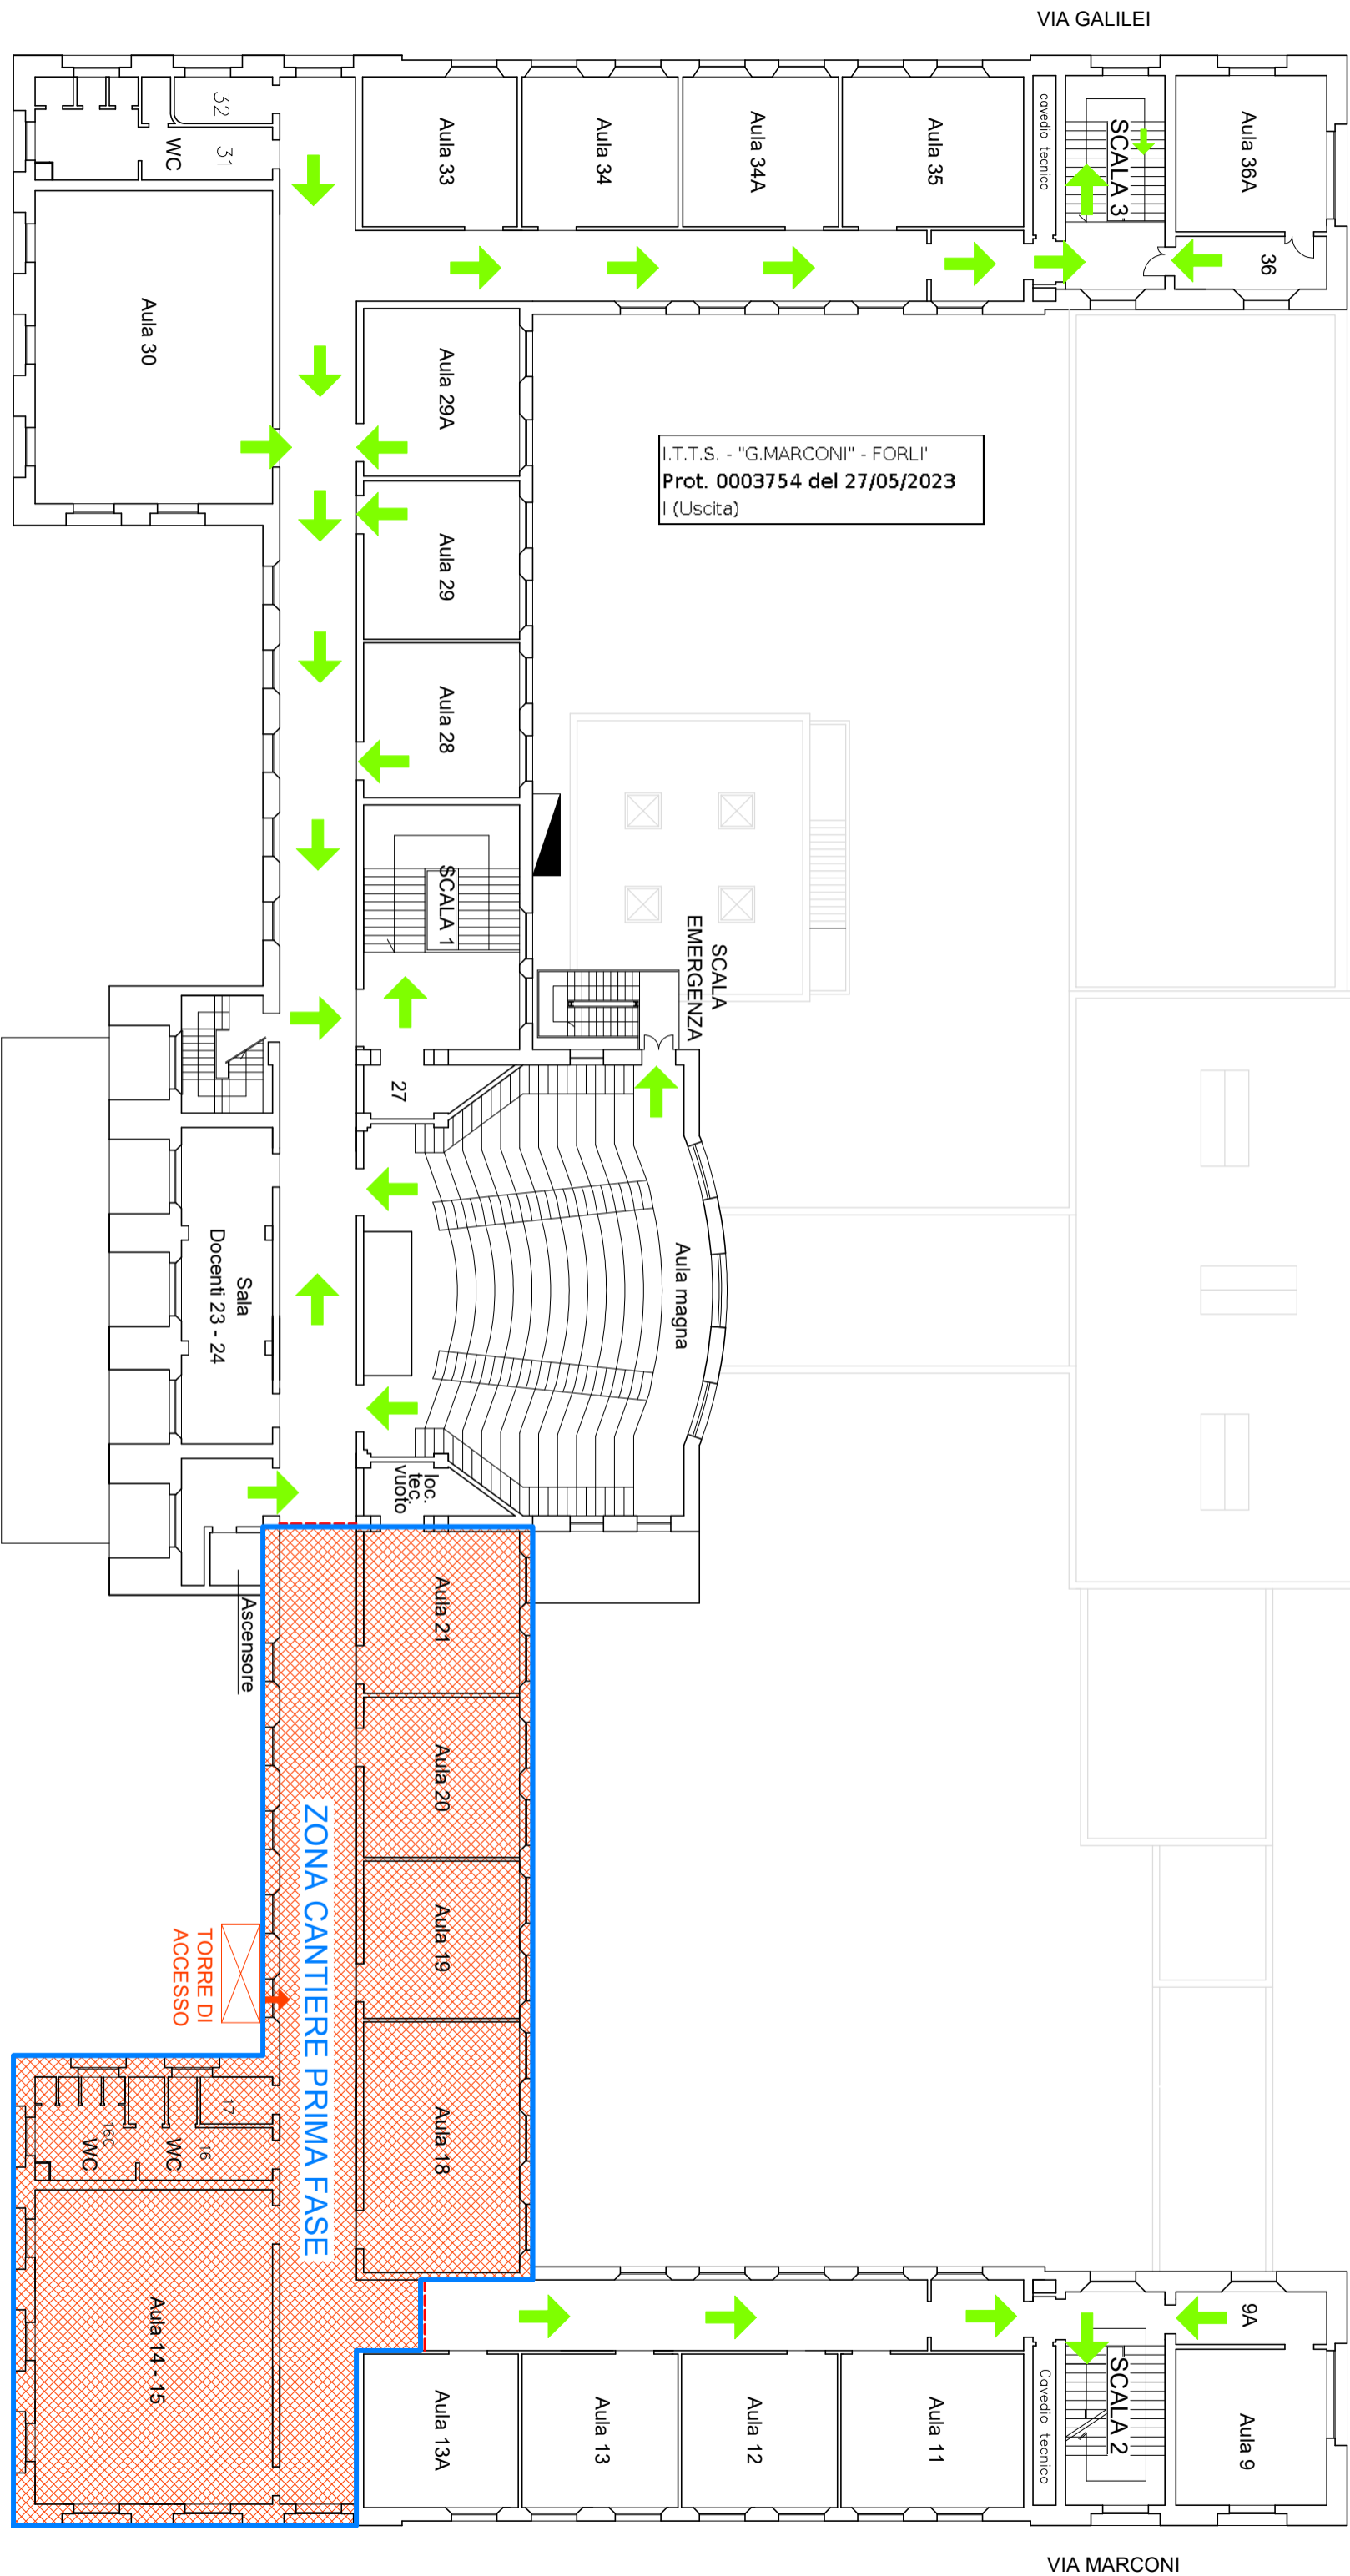 VIA GALILEI
32
31
WC
Aula 33
Aula 34
Aula 34A
Aula 35
cavedio tecnico
SCALA 3
Aula 36A
36
Aula 30
Aula 29A
I.T.T.S. - "G.MARCONI" - FORLI'
Prot. 0003754 del 27/05/2023
I (Uscita)
Aula 29
Aula 28
SCALA 1
SCALA
EMERGENZA
27
Aula magna
Sala
Docenti 23 - 24
loc.
tec.
vuoto
Ascensore
Aula 21
Aula 20
Aula 19
Aula 18
ZONA CANTIERE PRIMA FASE
TORRE DI
ACCESSO
17
16
WC
16C
WC
Aula 14 - 15
Aula 13A
Aula 13
Aula 12
Aula 11
Cavedio tecnico
SCALA 2
9A
Aula 9
VIA MARCONI